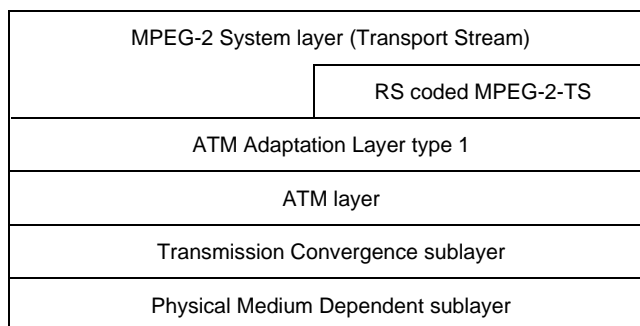 MPEG-2 System layer (Transport Stream)
RS coded MPEG-2-TS
ATM Adaptation Layer type 1
ATM layer
Transmission Convergence sublayer
Physical Medium Dependent sublayer